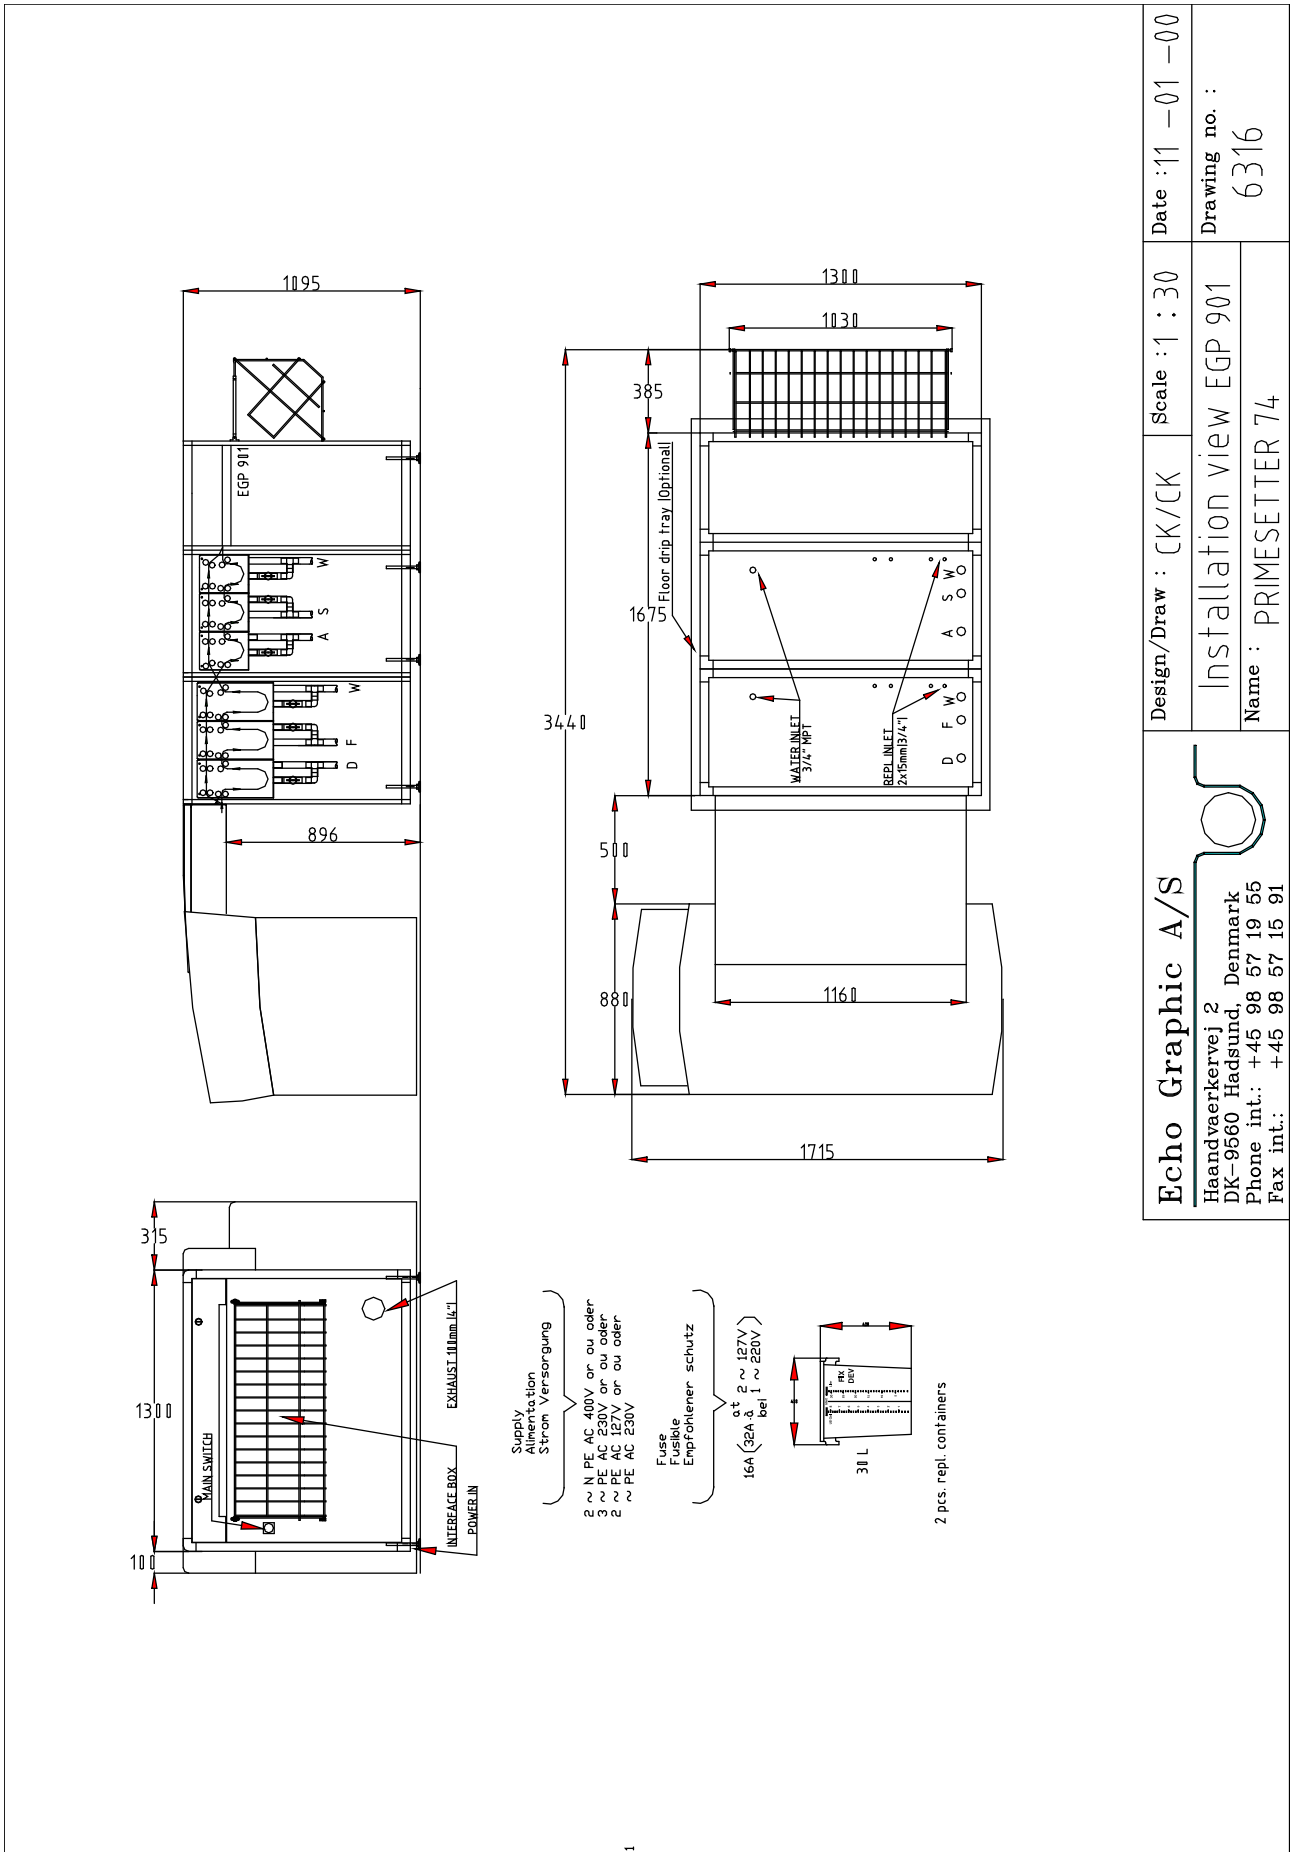 1095
EGP 901
W
S
A
W
F
D
896
315
1300
100
MAIN SWITCH
EXHAUST 100mm (4")
INTERFACE BOX
POWER IN
1300
1030
385
Floor drip tray (Optional)
1675
3440
WATER INLET
3/4" MPT
REPL INLET
2x15mm(3/4")
W
S
A
W
F
D
500
880
1160
1715
Supply
Alimentation
Strom Versorgung
2 ~ N PE AC 400V or ou oder
3 ~ PE AC 230V or ou oder
2 ~ PE AC 127V or ou oder
~ PE AC 230V
Fuse
Fusible
Empfohlener schutz
16A (32A à at bei 2 ~ 127V 1 ~ 220V)
FIX
DEV
30 L
2 pcs. repl. containers
Echo Graphic A/S
Haandvaerkervej 2
DK-9560 Hadsund, Denmark
Phone int.: +45 98 57 19 55
Fax int.: +45 98 57 15 91
Design/Draw : CK/CK
Scale : 1 : 30
Date : 11 -01 -00
Installation view EGP 901
Name : PRIMESETTER 74
Drawing no. :
6316
1